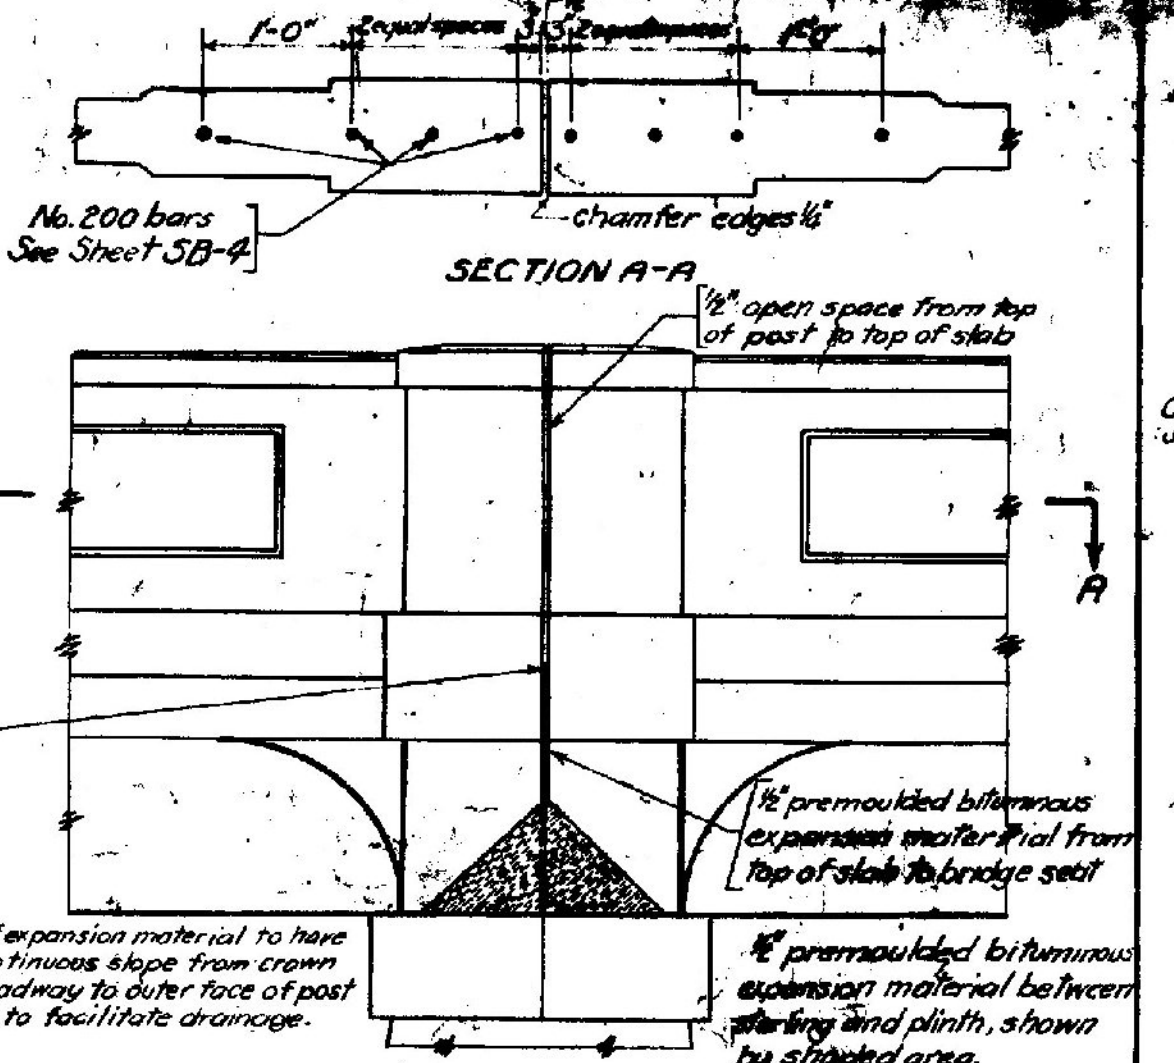 1'-0" 2 equal spaces 3" 3" 2 equal spaces 1'-0"
No. 200 bars
See Sheet SB-4
chamfer edges ¼"
SECTION A-A
½" open space from top
of post to top of slab
A
½" premoulded bituminous
expansion material from
top of slab to bridge seat
expansion material to have
slope from crown
to outer face of post
to facilitate drainage.
½" premoulded bituminous
expansion material between
and plinth, shown
by shaded area.